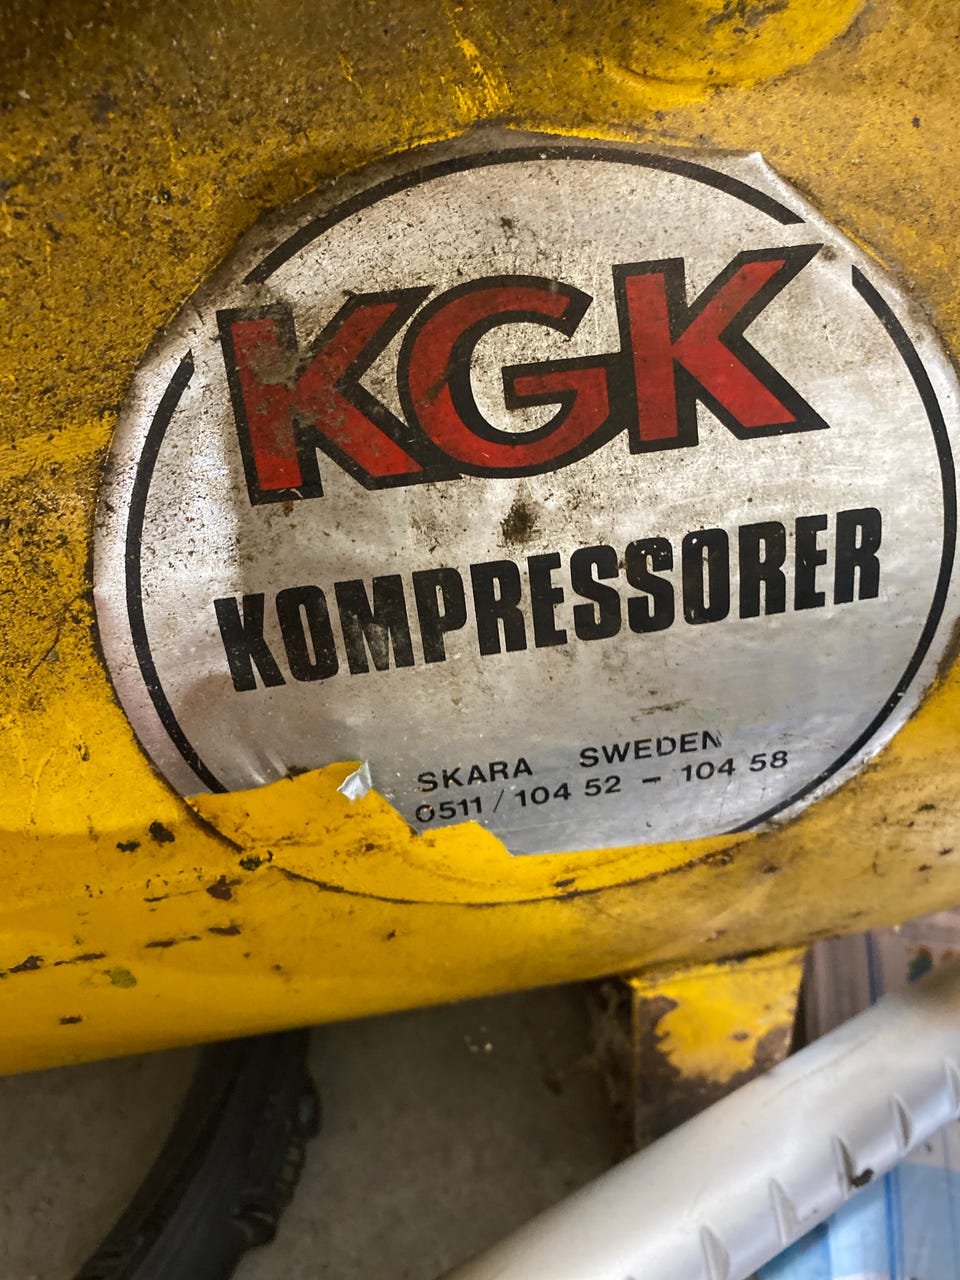 KGK
KOMPRESSORER
SKARA SWEDEN
0511/104 52 - 104 58